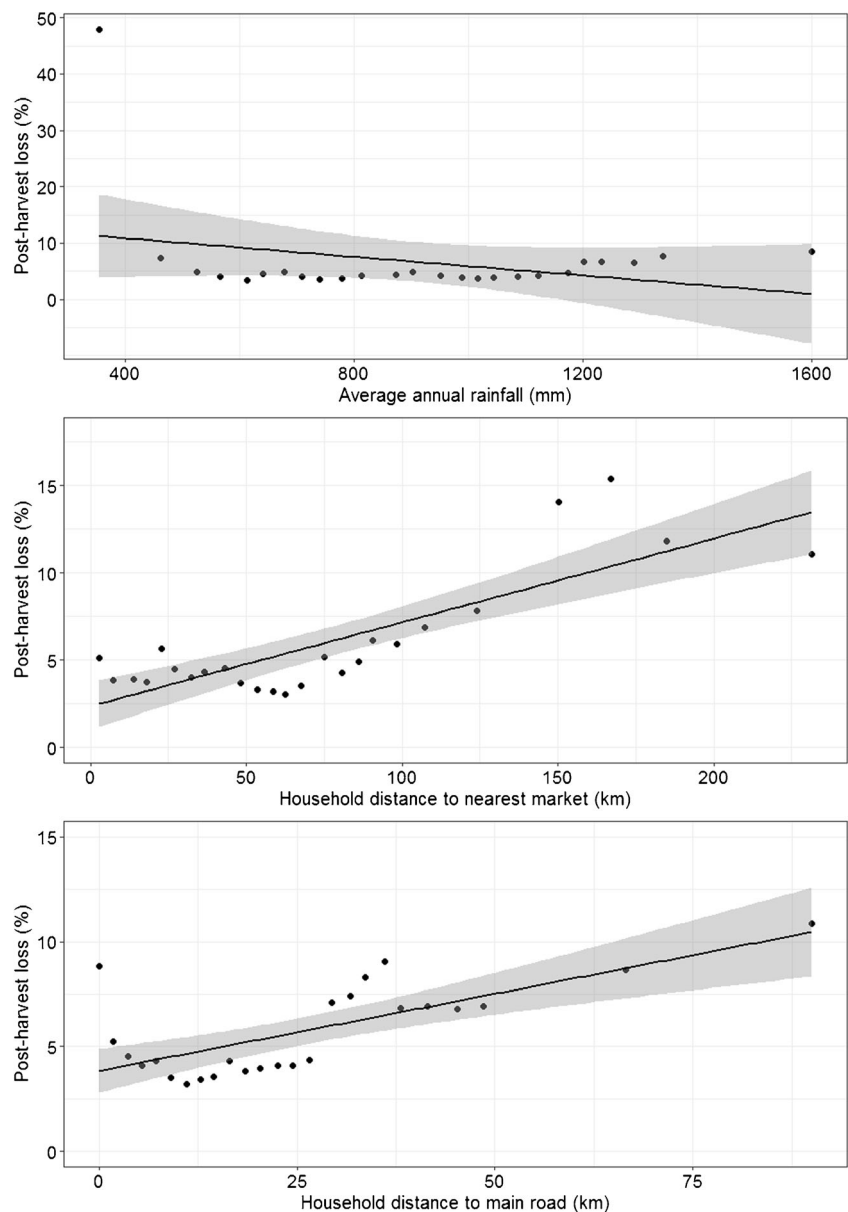 50
40
30
20
10
0
Post-harvest loss (%)
400 800 1200 1600
Average annual rainfall (mm)
15
10
5
0
Post-harvest loss (%)
0 50 100 150 200
Household distance to nearest market (km)
15
10
5
0
Post-harvest loss (%)
0 25 50 75
Household distance to main road (km)